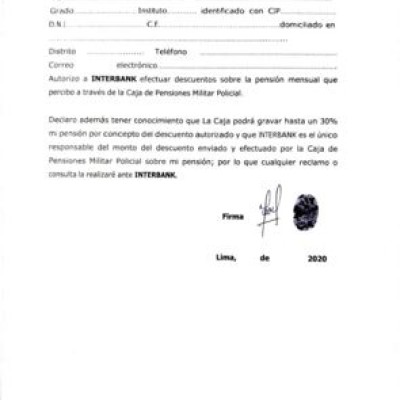 Grado ........................ Instituto ............ identificado con CIP ....................
D.N.I ........................ C.E. ........................ domiciliado en
........................................................................
Distrito ........................ Teléfono ........................
Correo electrónico ........................
Autorizo a INTERBANK efectuar descuentos sobre la pensión mensual que
percibo a través de la Caja de Pensiones Militar Policial.
Declaro además tener conocimiento que La Caja podrá gravar hasta un 30%
mi pensión por concepto del descuento autorizado y que INTERBANK es el único
responsable del monto del descuento enviado y efectuado por la Caja de
Pensiones Militar Policial sobre mi pensión; por lo que cualquier reclamo o
consulta la realizaré ante INTERBANK.
Firma
Lima, de 2020